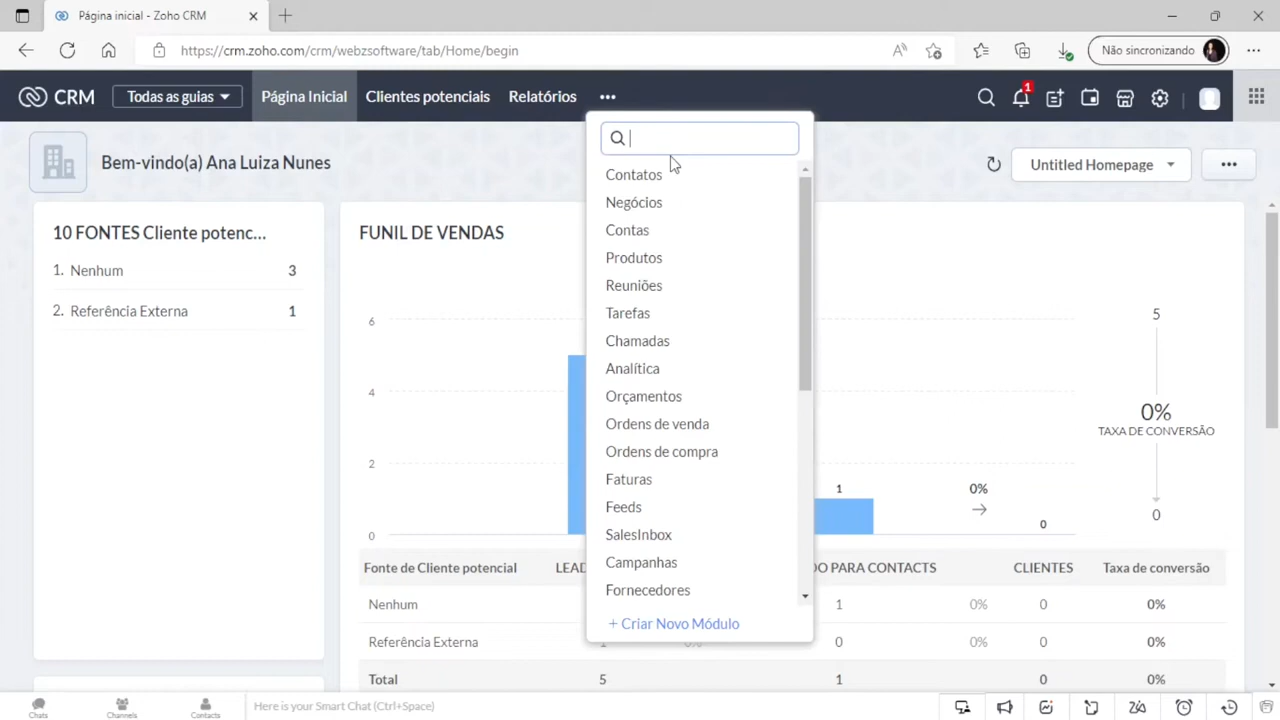 Página inicial - Zoho CRM
https://crm.zoho.com/crm/webzsoftware/tab/Home/begin
Não sincronizando
CRM
Todas as guias
Página Inicial
Clientes potenciais
Relatórios
•••
1
Bem-vindo(a) Ana Luiza Nunes
Untitled Homepage
10 FONTES Cliente potenc...
1. Nenhum 3
2. Referência Externa 1
FUNIL DE VENDAS
6
4
2
0
1
0%
0
5
0%
TAXA DE CONVERSÃO
0
Contatos
Negócios
Contas
Produtos
Reuniões
Tarefas
Chamadas
Analítica
Orçamentos
Ordens de venda
Ordens de compra
Faturas
Feeds
SalesInbox
Campanhas
Fornecedores
+ Criar Novo Módulo
Fonte de Cliente potencial LEAD DO PARA CONTACTS CLIENTES Taxa de conversão
Nenhum 1 0% 0 0%
Referência Externa 0 0% 0 0%
Total 5 1 0% 0 0%
Chats
Channels
Contacts
Here is your Smart Chat (Ctrl+Space)